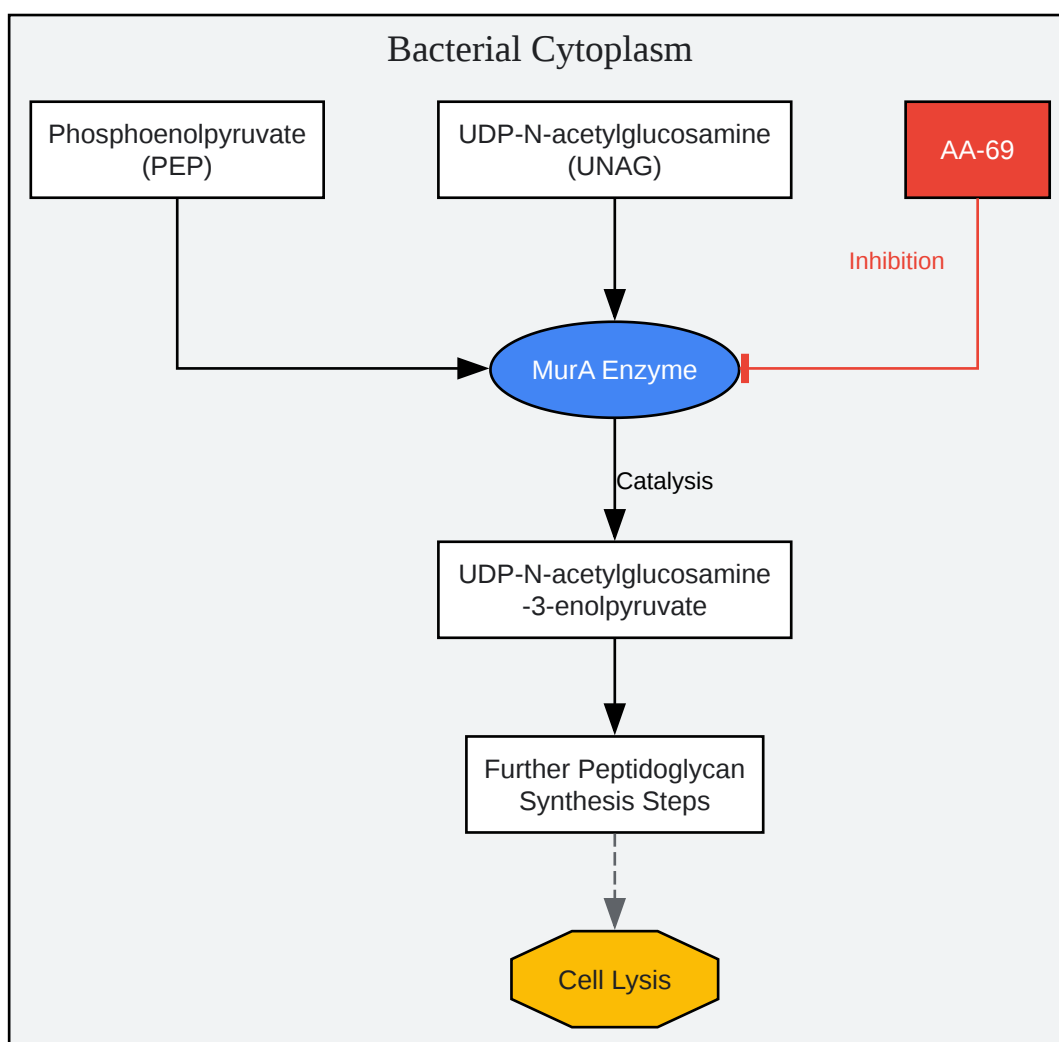 Bacterial Cytoplasm
Phosphoenolpyruvate
(PEP)
UDP-N-acetylglucosamine
(UNAG)
AA-69
Inhibition
MurA Enzyme
Catalysis
UDP-N-acetylglucosamine
-3-enolpyruvate
Further Peptidoglycan
Synthesis Steps
Cell Lysis